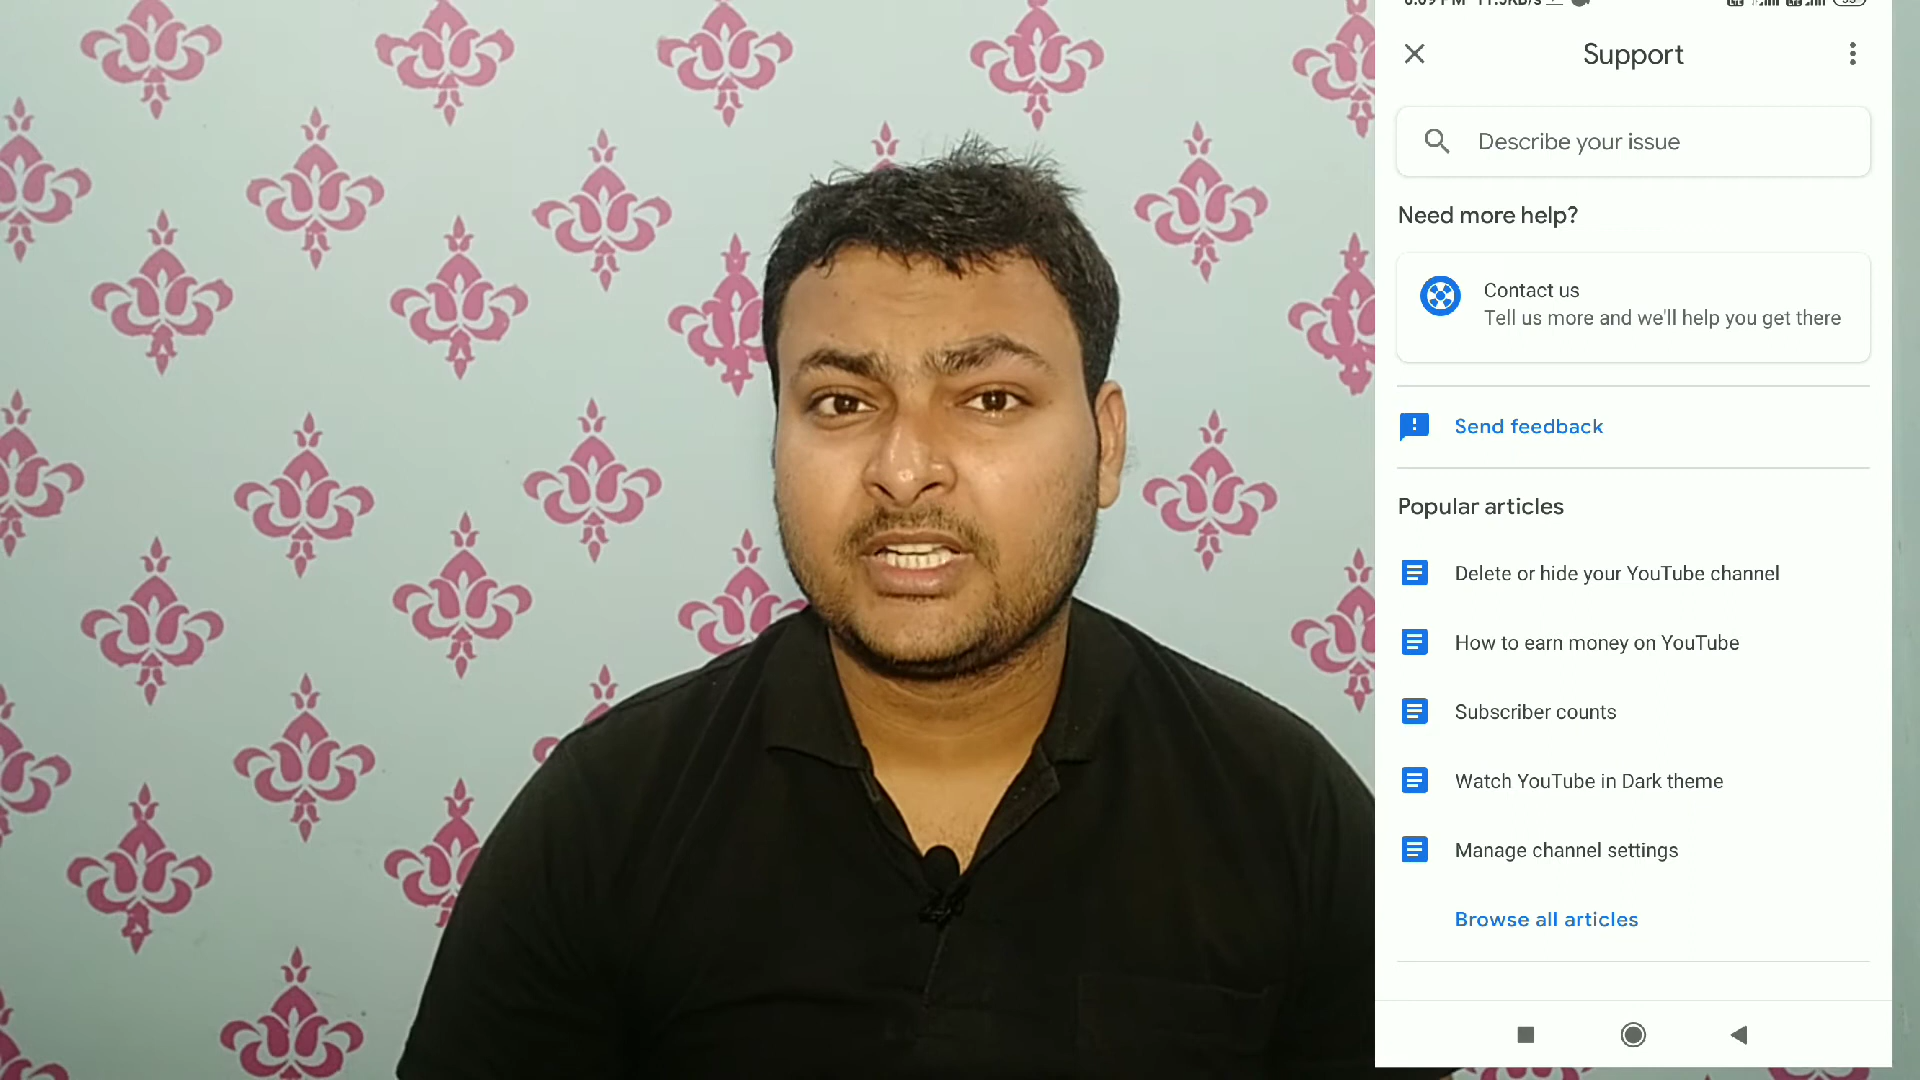 Support
Describe your issue
Need more help?
Contact us
Tell us more and we'll help you get there
Send feedback
Popular articles
Delete or hide your YouTube channel
How to earn money on YouTube
Subscriber counts
Watch YouTube in Dark theme
Manage channel settings
Browse all articles